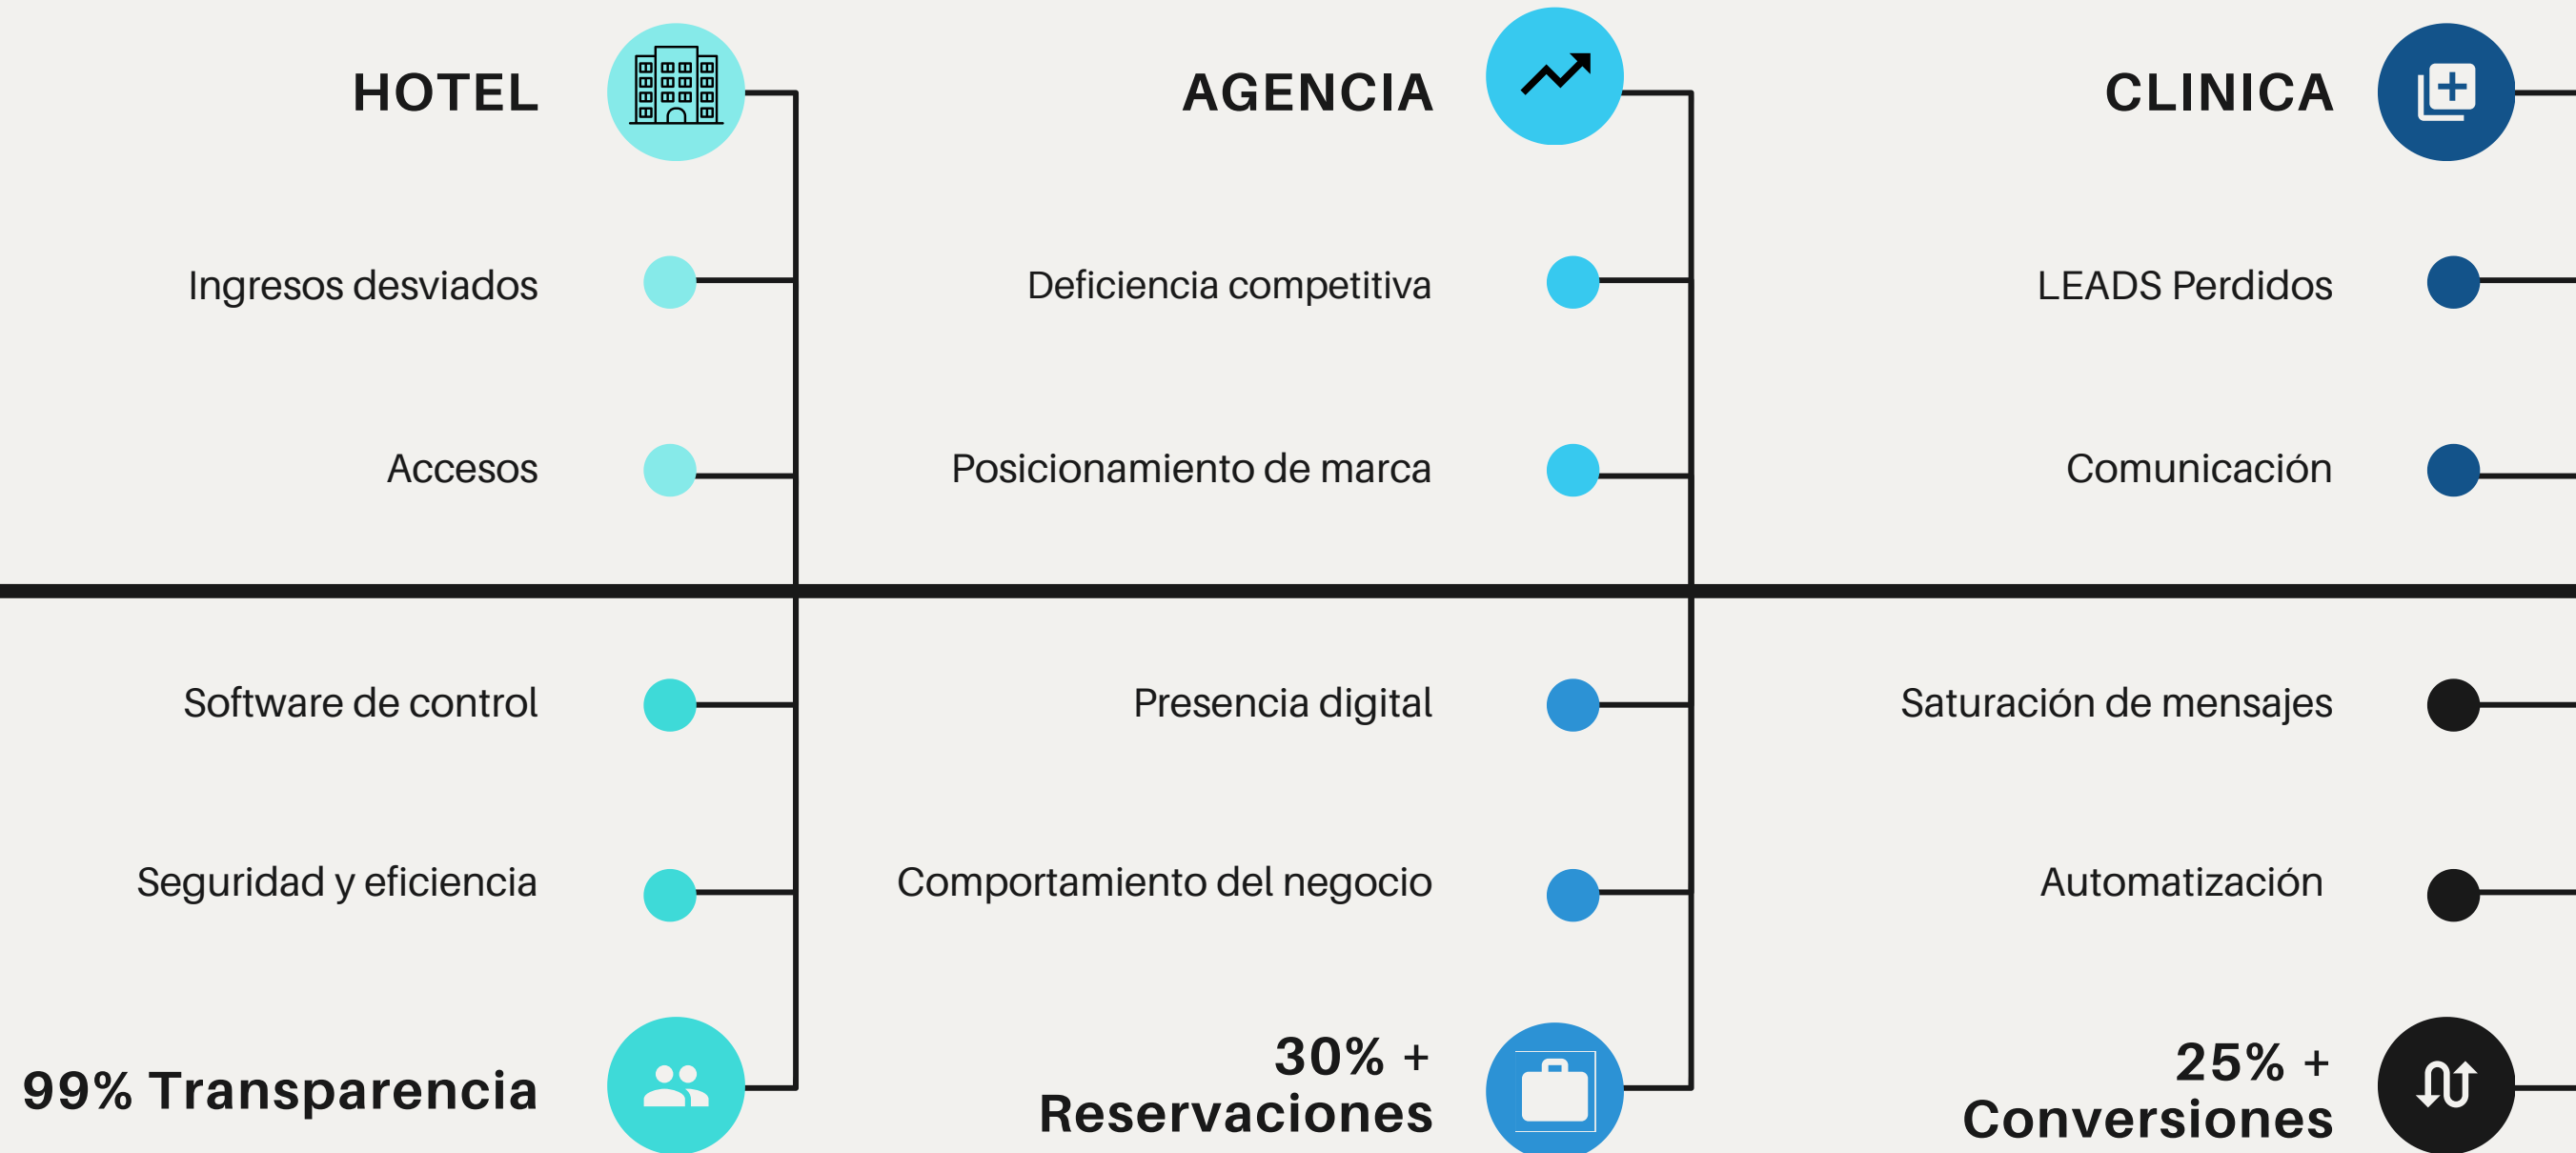 HOTEL
Ingresos desviados
Accesos
Software de control
Seguridad y eficiencia
99% Transparencia
AGENCIA
Deficiencia competitiva
Posicionamiento de marca
Presencia digital
Comportamiento del negocio
30% +
Reservaciones
CLINICA
LEADS Perdidos
Comunicación
Saturación de mensajes
Automatización
25% +
Conversiones